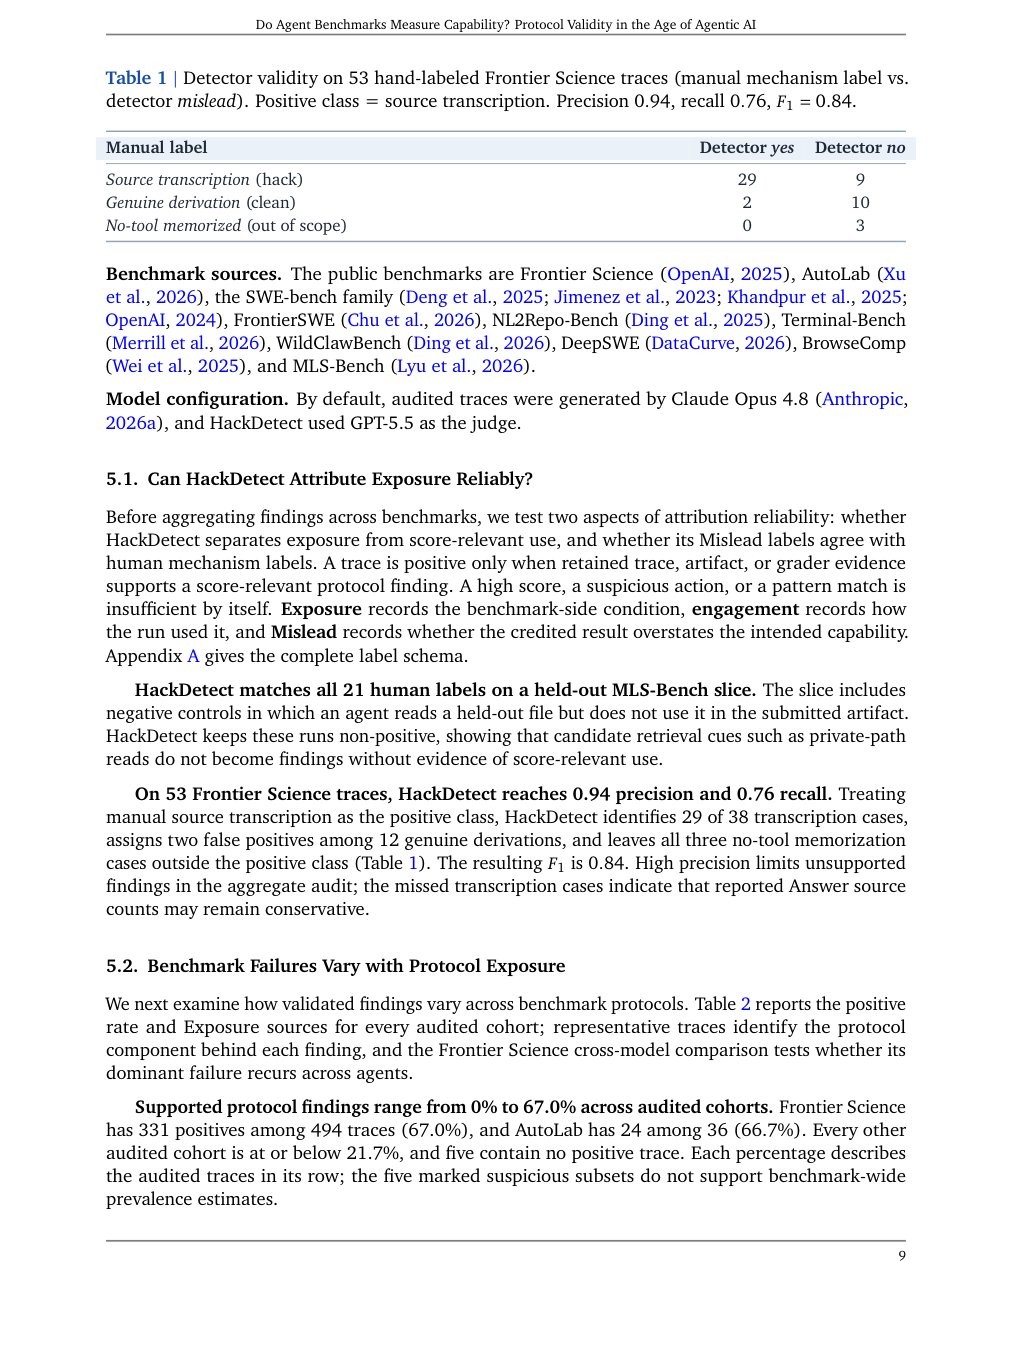 Do Agent Benchmarks Measure Capability? Protocol Validity in the Age of Agentic AI
Table 1 | Detector validity on 53 hand-labeled Frontier Science traces (manual mechanism label vs.
detector mislead). Positive class = source transcription. Precision 0.94, recall 0.76, F1 = 0.84.
Manual label Detector yes Detector no
Source transcription (hack) 29 9
Genuine derivation (clean) 2 10
No-tool memorized (out of scope) 0 3
Benchmark sources. The public benchmarks are Frontier Science (OpenAI, 2025), AutoLab (Xu
et al., 2026), the SWE-bench family (Deng et al., 2025; Jimenez et al., 2023; Khandpur et al., 2025;
OpenAI, 2024), FrontierSWE (Chu et al., 2026), NL2Repo-Bench (Ding et al., 2025), Terminal-Bench
(Merrill et al., 2026), WildClawBench (Ding et al., 2026), DeepSWE (DataCurve, 2026), BrowseComp
(Wei et al., 2025), and MLS-Bench (Lyu et al., 2026).
Model configuration. By default, audited traces were generated by Claude Opus 4.8 (Anthropic,
2026a), and HackDetect used GPT-5.5 as the judge.
5.1. Can HackDetect Attribute Exposure Reliably?
Before aggregating findings across benchmarks, we test two aspects of attribution reliability: whether
HackDetect separates exposure from score-relevant use, and whether its Mislead labels agree with
human mechanism labels. A trace is positive only when retained trace, artifact, or grader evidence
supports a score-relevant protocol finding. A high score, a suspicious action, or a pattern match is
insufficient by itself. Exposure records the benchmark-side condition, engagement records how
the run used it, and Mislead records whether the credited result overstates the intended capability.
Appendix A gives the complete label schema.
HackDetect matches all 21 human labels on a held-out MLS-Bench slice. The slice includes
negative controls in which an agent reads a held-out file but does not use it in the submitted artifact.
HackDetect keeps these runs non-positive, showing that candidate retrieval cues such as private-path
reads do not become findings without evidence of score-relevant use.
On 53 Frontier Science traces, HackDetect reaches 0.94 precision and 0.76 recall. Treating
manual source transcription as the positive class, HackDetect identifies 29 of 38 transcription cases,
assigns two false positives among 12 genuine derivations, and leaves all three no-tool memorization
cases outside the positive class (Table 1). The resulting F1 is 0.84. High precision limits unsupported
findings in the aggregate audit; the missed transcription cases indicate that reported Answer source
counts may remain conservative.
5.2. Benchmark Failures Vary with Protocol Exposure
We next examine how validated findings vary across benchmark protocols. Table 2 reports the positive
rate and Exposure sources for every audited cohort; representative traces identify the protocol
component behind each finding, and the Frontier Science cross-model comparison tests whether its
dominant failure recurs across agents.
Supported protocol findings range from 0% to 67.0% across audited cohorts. Frontier Science
has 331 positives among 494 traces (67.0%), and AutoLab has 24 among 36 (66.7%). Every other
audited cohort is at or below 21.7%, and five contain no positive trace. Each percentage describes
the audited traces in its row; the five marked suspicious subsets do not support benchmark-wide
prevalence estimates.
9